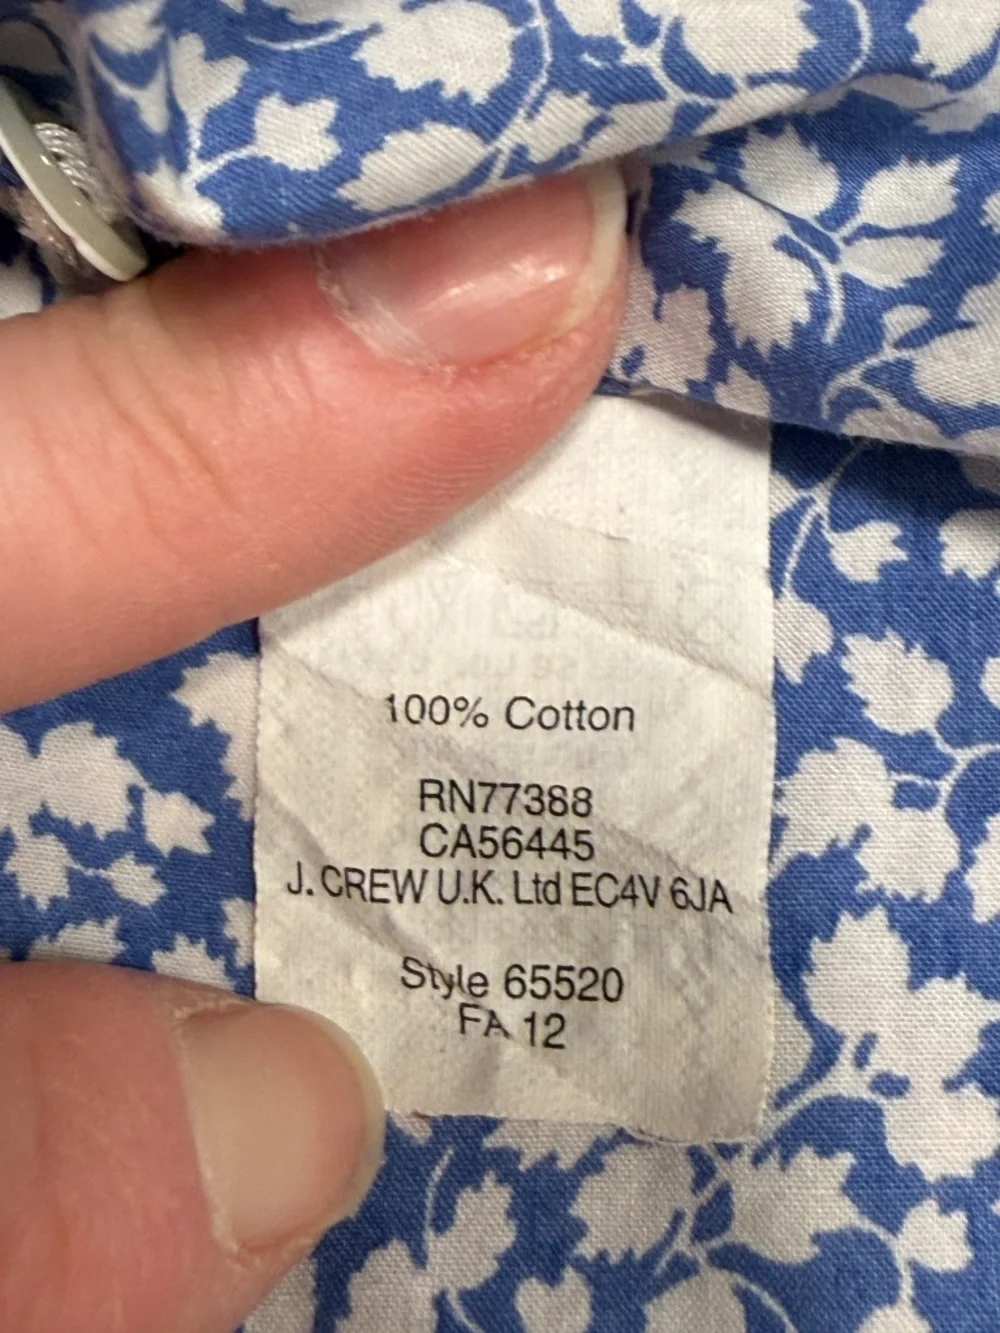 100% Cotton
RN77388
CA56445
J. CREW U.K. Ltd EC4V 6JA
Style 65520
FA 12